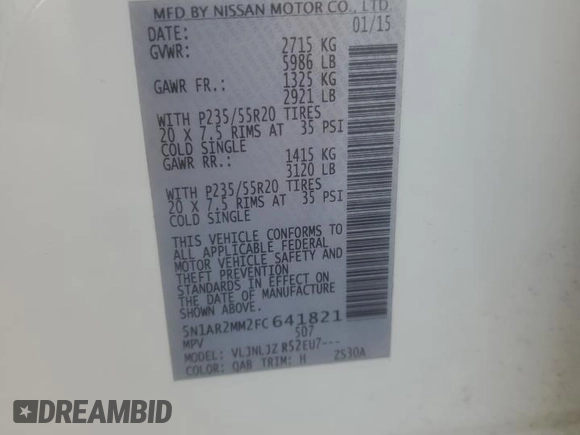 MFD BY NISSAN MOTOR CO., LTD.
DATE: 01/15
GVWR: 2715 KG
5986 LB
GAWR FR.: 1325 KG
2921 LB
WITH P235/55R20 TIRES
20 X 7.5 RIMS AT 35 PSI
COLD SINGLE
GAWR RR.: 1415 KG
3120 LB
WITH P235/55R20 TIRES
20 X 7.5 RIMS AT 35 PSI
COLD SINGLE
THIS VEHICLE CONFORMS TO
ALL APPLICABLE FEDERAL
MOTOR VEHICLE SAFETY AND
THEFT PREVENTION
STANDARDS IN EFFECT ON
THE DATE OF MANUFACTURE
SHOWN ABOVE.
5N1AR2MM2FC641821
MPV S07
MODEL: VLJNLJZ R52EU7---
COLOR: QAB TRIM: H ZS30A
DREAMBID